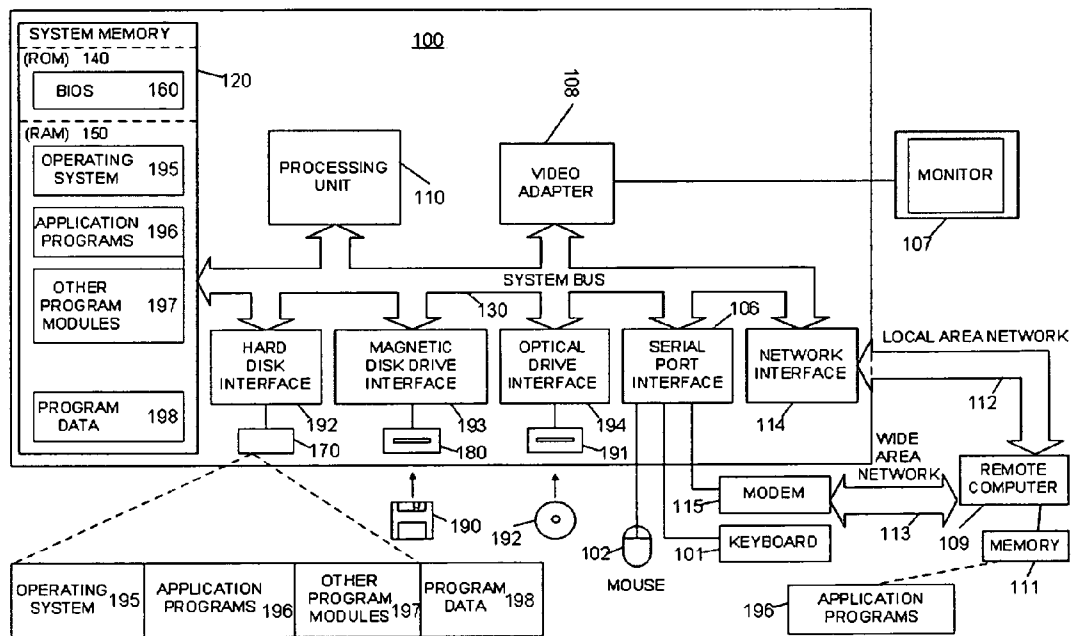 SYSTEM MEMORY
(ROM) 140
BIOS 160
120
(RAM) 150
OPERATING
SYSTEM 195
APPLICATION
PROGRAMS 196
OTHER
PROGRAM
MODULES 197
PROGRAM
DATA 198
100
PROCESSING
UNIT
110
108
VIDEO
ADAPTER
MONITOR
107
SYSTEM BUS
130
106
HARD
DISK
INTERFACE
192
170
MAGNETIC
DISK DRIVE
INTERFACE
193
180
OPTICAL
DRIVE
INTERFACE
194
191
SERIAL
PORT
INTERFACE
NETWORK
INTERFACE
114
LOCAL AREA NETWORK
112
WIDE
AREA
NETWORK
113
REMOTE
COMPUTER
109
MEMORY
111
190
192
102
MOUSE
MODEM
115
KEYBOARD
101
OPERATING
SYSTEM 195
APPLICATION
PROGRAMS 196
OTHER
PROGRAM
MODULES 197
PROGRAM
DATA 198
196
APPLICATION
PROGRAMS